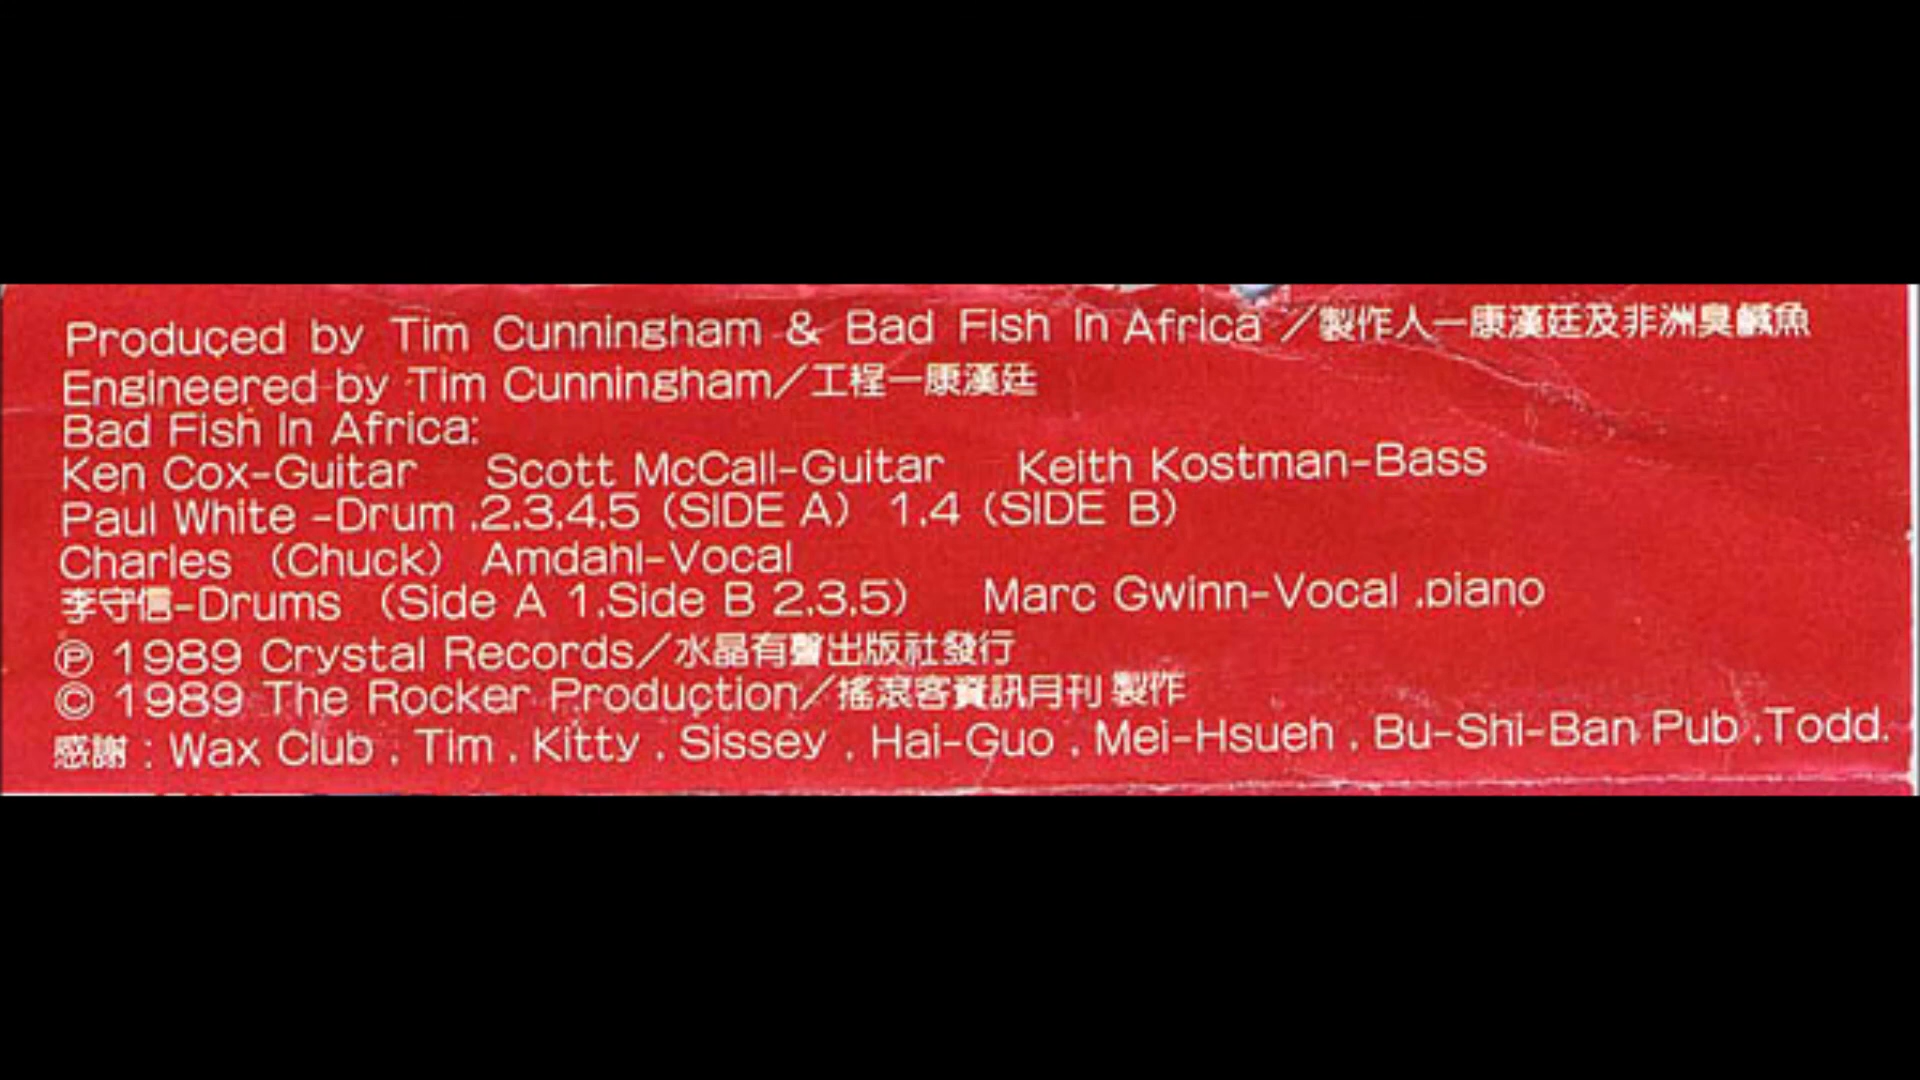 Produced by Tim Cunningham & Bad Fish In Africa／製作人—康漢廷及非洲臭鹹魚
Engineered by Tim Cunningham／工程—康漢廷
Bad Fish In Africa:
Ken Cox-Guitar Scott McCall-Guitar Keith Kostman-Bass
Paul White -Drum .2.3.4.5 (SIDE A) 1.4 (SIDE B)
Charles (Chuck) Amdahl-Vocal
李守信-Drums (Side A 1.Side B 2.3.5) Marc Gwinn-Vocal .piano
Ⓟ 1989 Crystal Records／水晶有聲出版社發行
© 1989 The Rocker Production／搖滾客資訊月刊 製作
感謝 : Wax Club . Tim . Kitty . Sissey . Hai-Guo . Mei-Hsueh . Bu-Shi-Ban Pub .Todd.